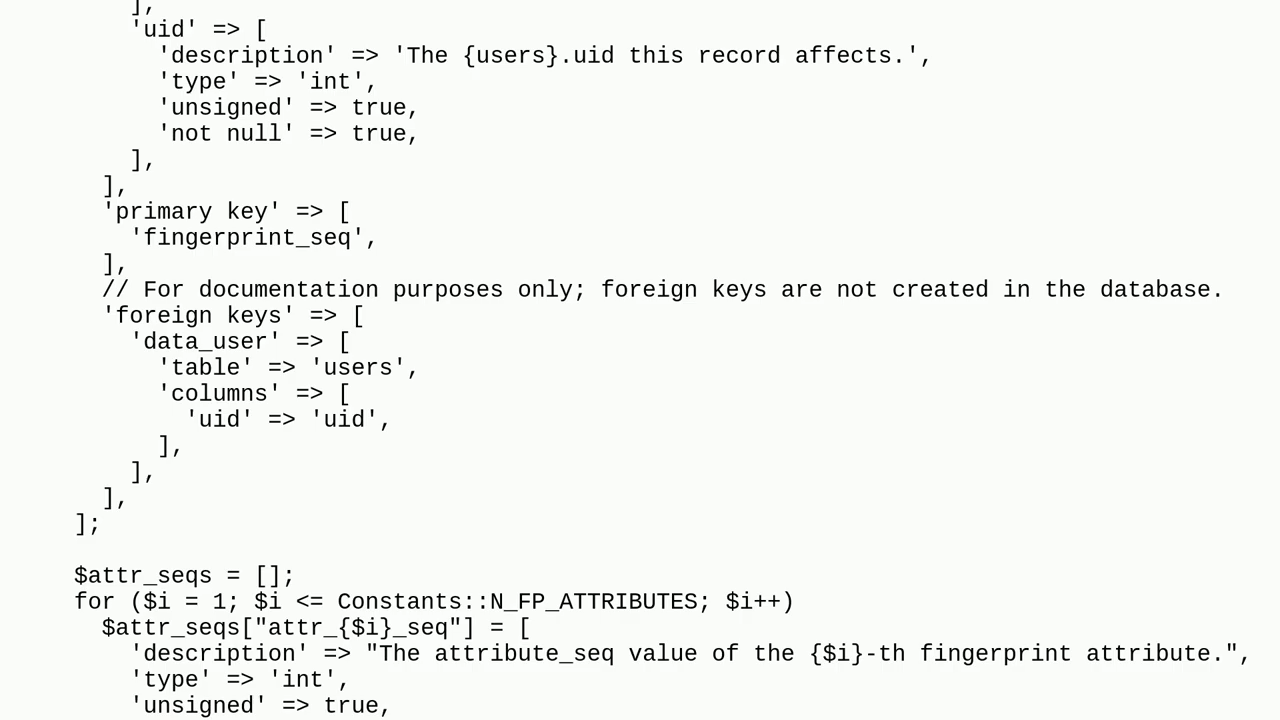 ],
'uid' => [
'description' => 'The {users}.uid this record affects.',
'type' => 'int',
'unsigned' => true,
'not null' => true,
],
],
'primary key' => [
'fingerprint_seq',
],
// For documentation purposes only; foreign keys are not created in the database.
'foreign keys' => [
'data_user' => [
'table' => 'users',
'columns' => [
'uid' => 'uid',
],
],
],
];
$attr_seqs = [];
for ($i = 1; $i <= Constants::N_FP_ATTRIBUTES; $i++)
$attr_seqs["attr_{$i}_seq"] = [
'description' => "The attribute_seq value of the {$i}-th fingerprint attribute.",
'type' => 'int',
'unsigned' => true,